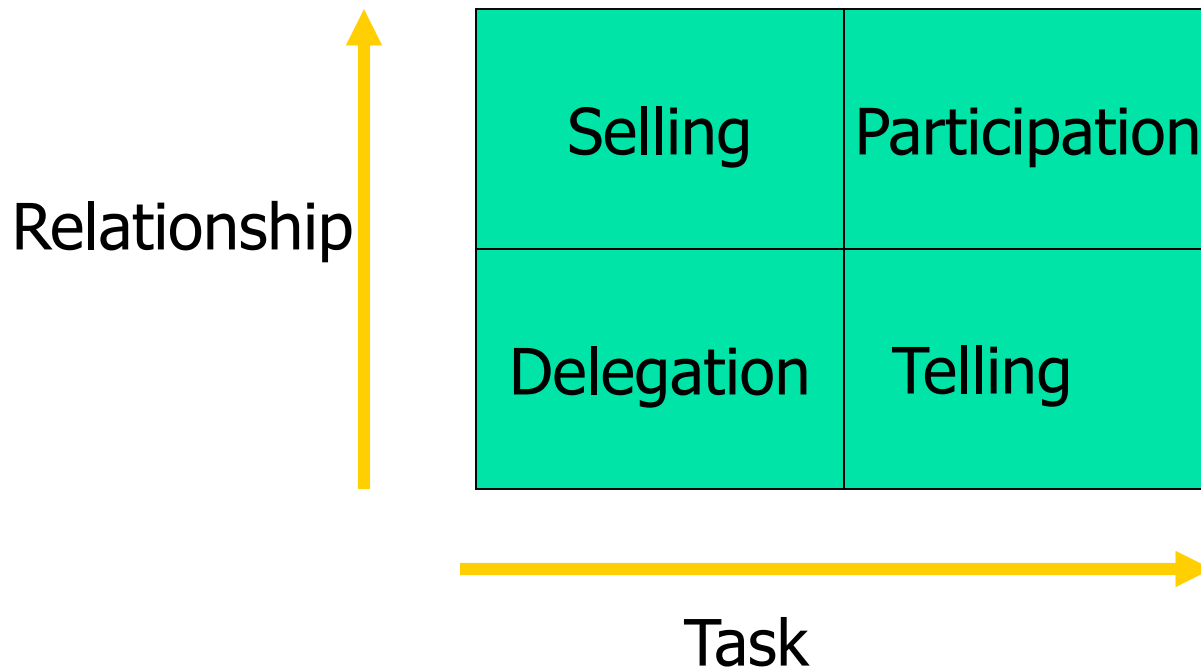 Selling
Participation
Relationship
Delegation
Telling
Task